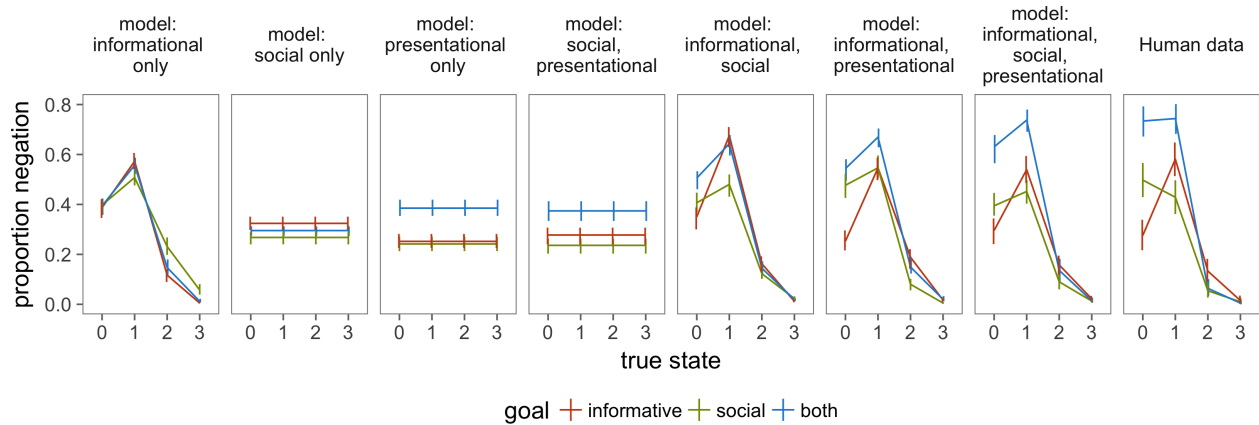 model:
informational
only
model:
social only
model:
presentational
only
model:
social,
presentational
model:
informational,
social
model:
informational,
presentational
model:
informational,
social,
presentational
Human data
proportion negation
0.8
0.6
0.4
0.2
0.0
0 1 2 3
0 1 2 3
0 1 2 3
0 1 2 3
0 1 2 3
0 1 2 3
0 1 2 3
0 1 2 3
true state
goal informative social both